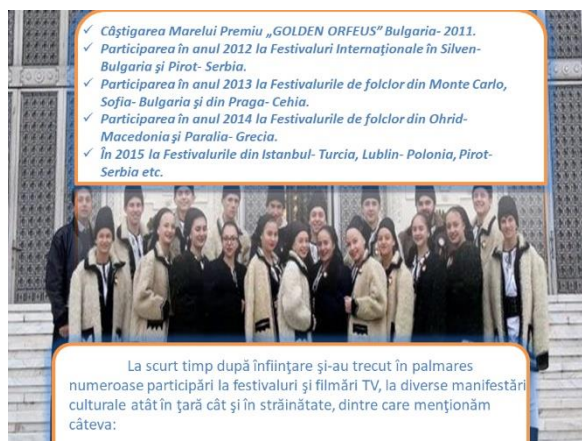 ✓ Câştigarea Marelui Premiu „GOLDEN ORFEUS” Bulgaria- 2011.
✓ Participarea în anul 2012 la Festivaluri Internaţionale în Silven-
Bulgaria şi Pirot- Serbia.
✓ Participarea în anul 2013 la Festivalurile de folclor din Monte Carlo,
Sofia- Bulgaria şi din Praga- Cehia.
✓ Participarea în anul 2014 la Festivalurile de folclor din Ohrid-
Macedonia şi Paralia- Grecia.
✓ În 2015 la Festivalurile din Istanbul- Turcia, Lublin- Polonia, Pirot-
Serbia etc.
La scurt timp după înfiinţare şi-au trecut în palmares
numeroase participări la festivaluri şi filmări TV, la diverse manifestări
culturale atât în ţară cât şi în străinătate, dintre care menţionăm
câteva: